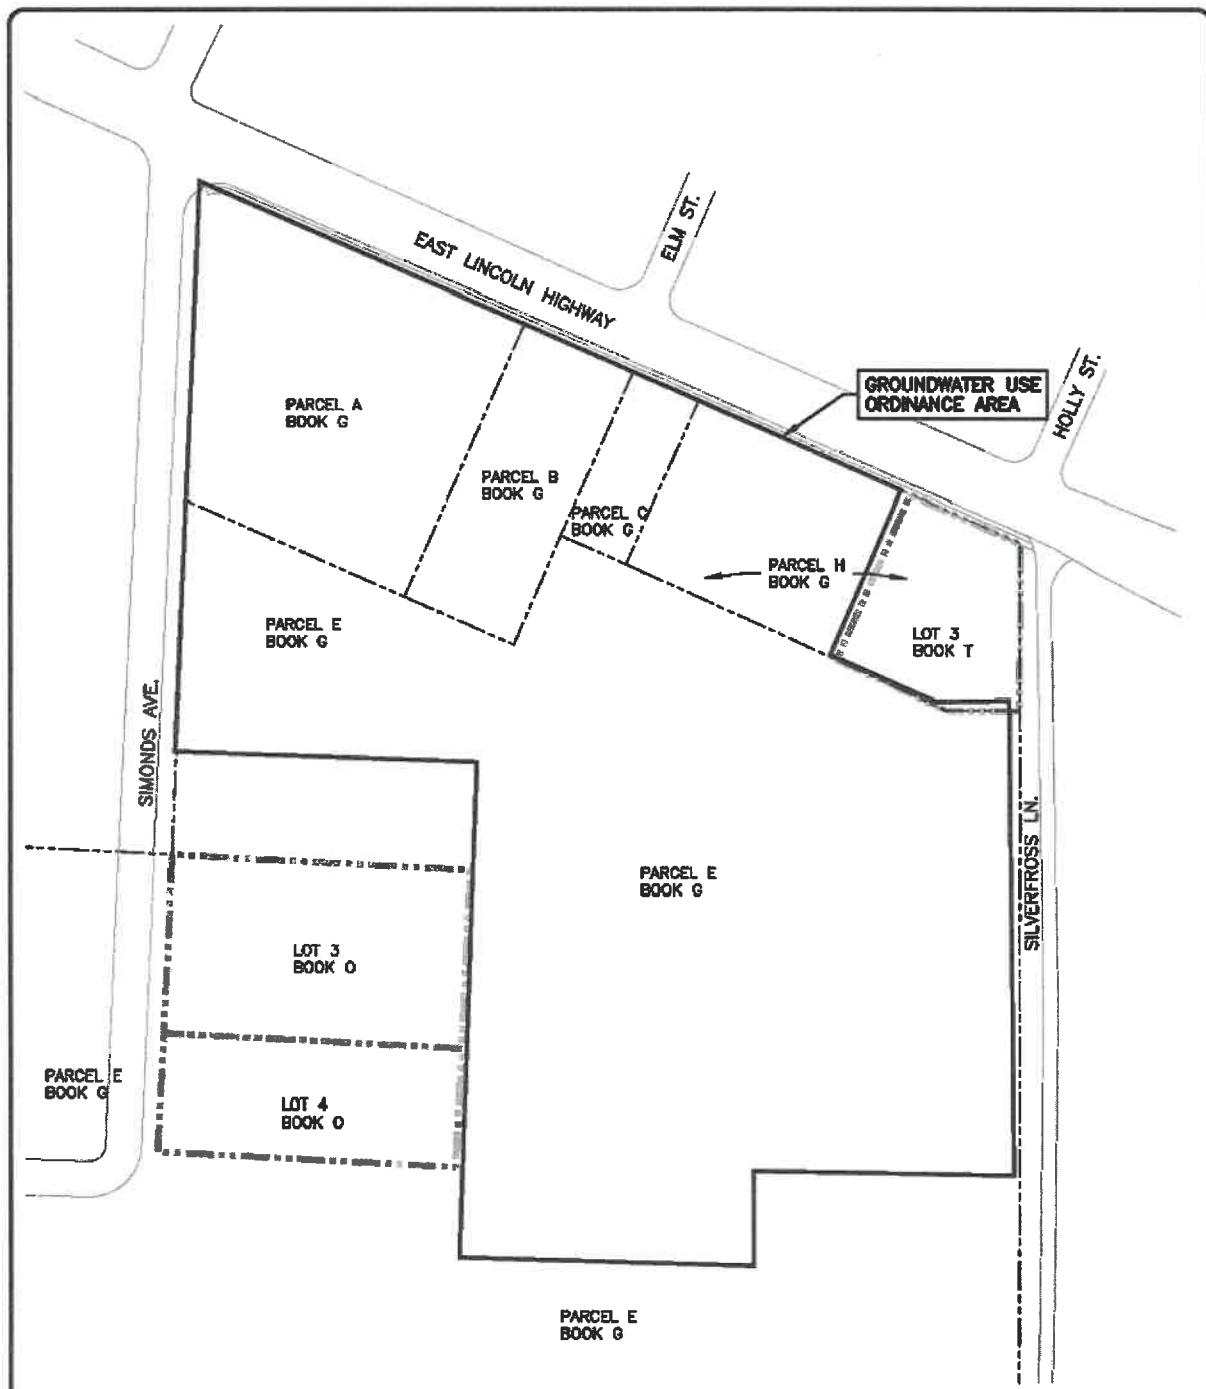 ELM ST.
EAST LINCOLN HIGHWAY
HOLLY ST.
GROUNDWATER USE
ORDINANCE AREA
PARCEL A
BOOK G
PARCEL B
BOOK G
PARCEL C
BOOK G
PARCEL H
BOOK G
PARCEL E
BOOK G
LOT 3
BOOK T
SIMONDS AVE.
PARCEL E
BOOK G
SILVERFROSS LN.
LOT 3
BOOK O
PARCEL E
BOOK G
LOT 4
BOOK O
PARCEL E
BOOK G